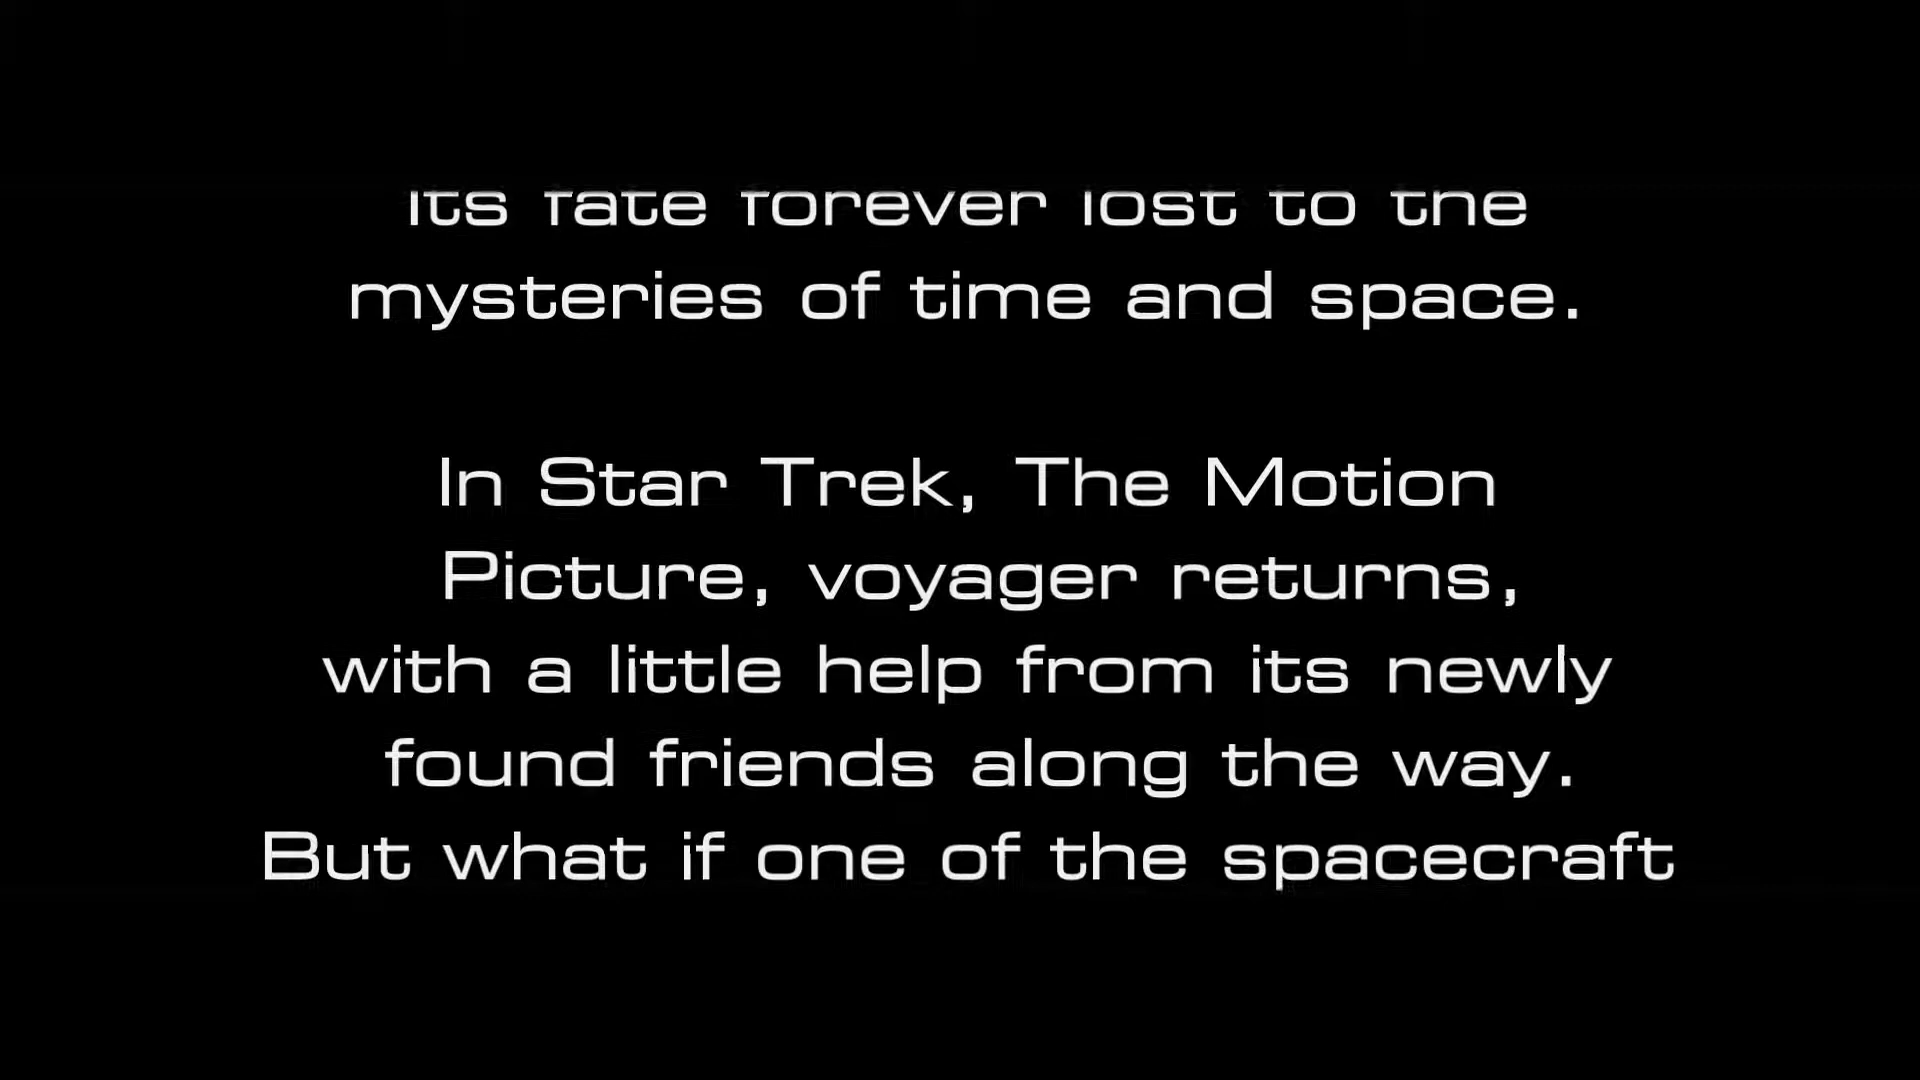 Its fate forever lost to the
mysteries of time and space.
In Star Trek, The Motion
Picture, voyager returns,
with a little help from its newly
found friends along the way.
But what if one of the spacecraft